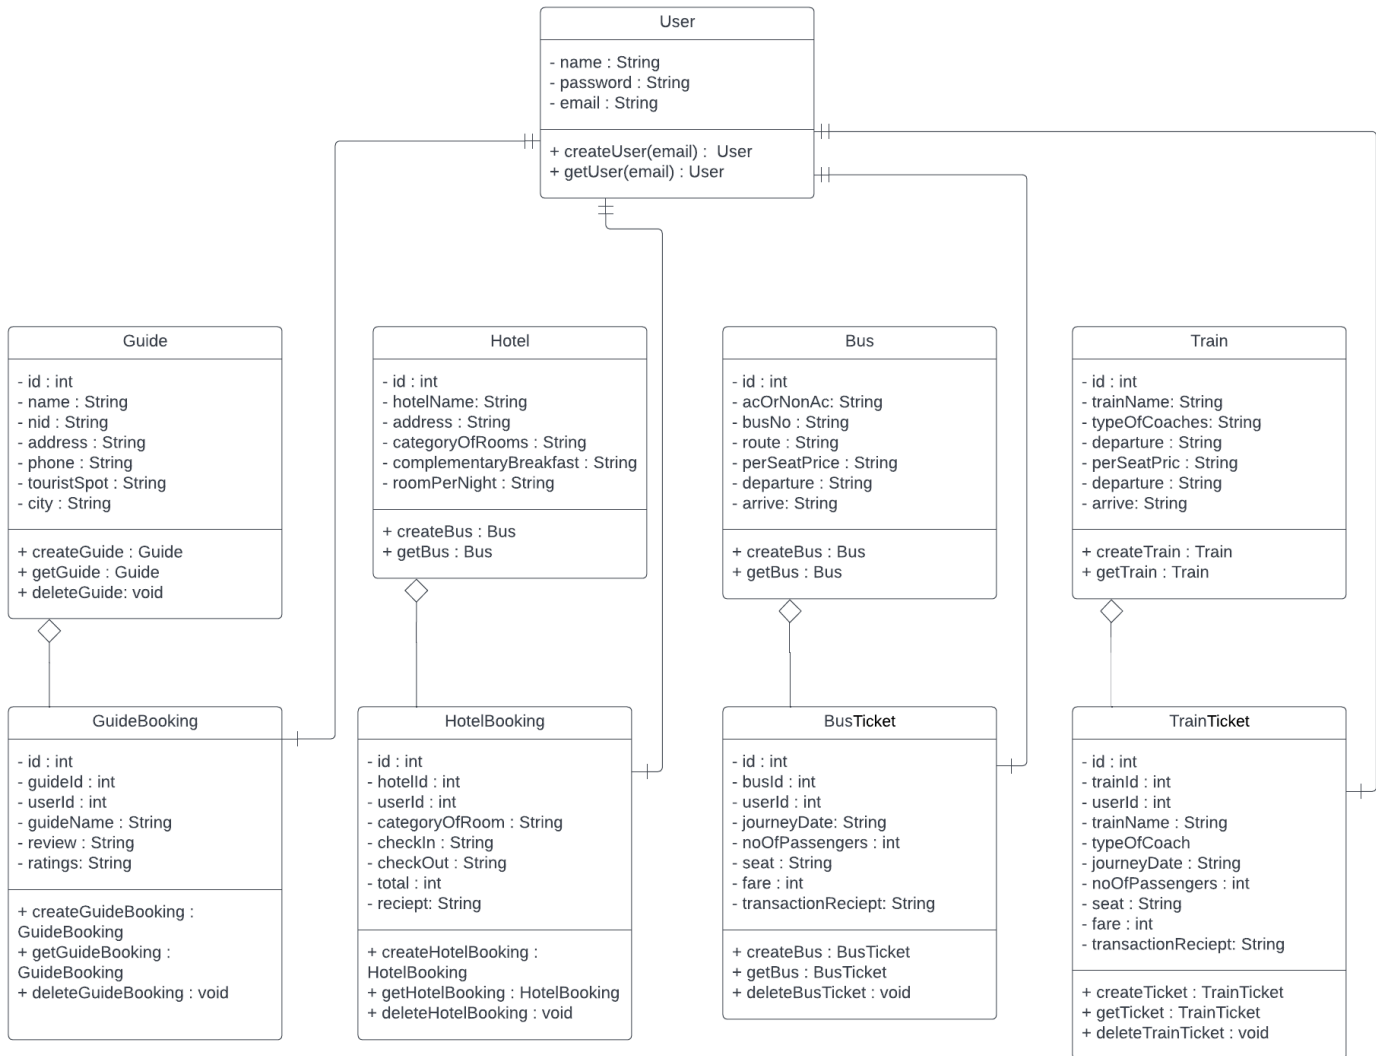 User
- name : String
- password : String
- email : String
+ createUser(email) :  User
+ getUser(email) : User
Guide
- id : int
- name : String
- nid : String
- address : String
- phone : String
- touristSpot : String
- city : String
+ createGuide : Guide
+ getGuide : Guide
+ deleteGuide: void
Hotel
- id : int
- hotelName: String
- address : String
- categoryOfRooms : String
- complementaryBreakfast : String
- roomPerNight : String
+ createBus : Bus
+ getBus : Bus
Bus
- id : int
- acOrNonAc: String
- busNo : String
- route : String
- perSeatPrice : String
- departure : String
- arrive: String
+ createBus : Bus
+ getBus : Bus
Train
- id : int
- trainName: String
- typeOfCoaches: String
- departure : String
- perSeatPric : String
- departure : String
- arrive: String
+ createTrain : Train
+ getTrain : Train
GuideBooking
- id : int
- guideId : int
- userId : int
- guideName : String
- review : String
- ratings: String
+ createGuideBooking :
GuideBooking
+ getGuideBooking :
GuideBooking
+ deleteGuideBooking : void
HotelBooking
- id : int
- hotelId : int
- userId : int
- categoryOfRoom : String
- checkIn : String
- checkOut : String
- total : int
- reciept: String
+ createHotelBooking :
HotelBooking
+ getHotelBooking : HotelBooking
+ deleteHotelBooking : void
BusTicket
- id : int
- busId : int
- userId : int
- journeyDate: String
- noOfPassengers : int
- seat : String
- fare : int
- transactionReciept: String
+ createBus : BusTicket
+ getBus : BusTicket
+ deleteBusTicket : void
TrainTicket
- id : int
- trainId : int
- userId : int
- trainName : String
- typeOfCoach
- journeyDate : String
- noOfPassengers : int
- seat : String
- fare : int
- transactionReciept: String
+ createTicket : TrainTicket
+ getTicket : TrainTicket
+ deleteTrainTicket : void